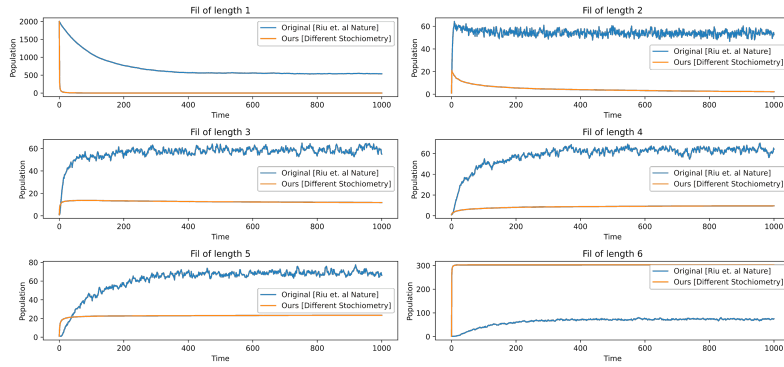 Fil of length 1
Population
2000
1500
1000
500
0
Original [Riu et. al Nature]
Ours [Different Stochiometry]
0 200 400 600 800 1000
Time
Fil of length 2
Population
60
40
20
0
Original [Riu et. al Nature]
Ours [Different Stochiometry]
0 200 400 600 800 1000
Time
Fil of length 3
Population
60
40
20
0
Original [Riu et. al Nature]
Ours [Different Stochiometry]
0 200 400 600 800 1000
Time
Fil of length 4
Population
60
40
20
0
Original [Riu et. al Nature]
Ours [Different Stochiometry]
0 200 400 600 800 1000
Time
Fil of length 5
Population
80
60
40
20
0
Original [Riu et. al Nature]
Ours [Different Stochiometry]
0 200 400 600 800 1000
Time
Fil of length 6
Population
300
200
100
0
Original [Riu et. al Nature]
Ours [Different Stochiometry]
0 200 400 600 800 1000
Time